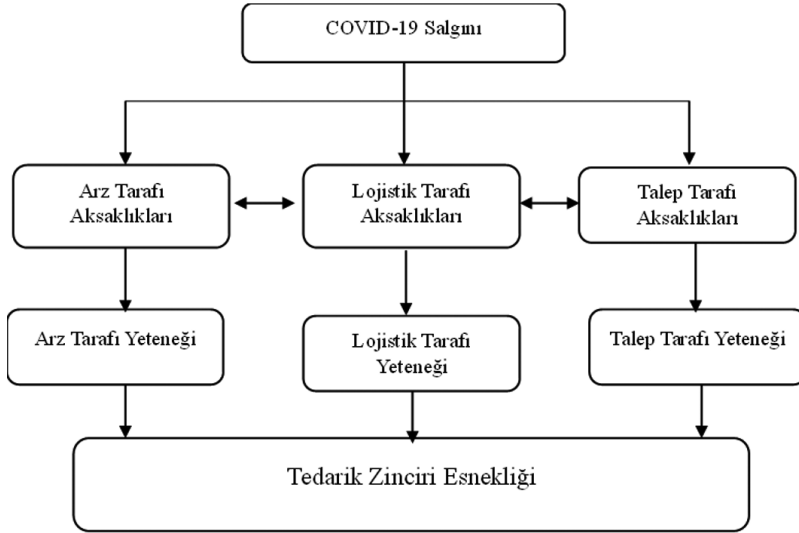 COVID-19 Salgını
Arz Tarafı
Aksaklıkları
Lojistik Tarafı
Aksaklıkları
Talep Tarafı
Aksaklıkları
Arz Tarafı Yeteneği
Lojistik Tarafı
Yeteneği
Talep Tarafı Yeteneği
Tedarik Zinciri Esnekliği